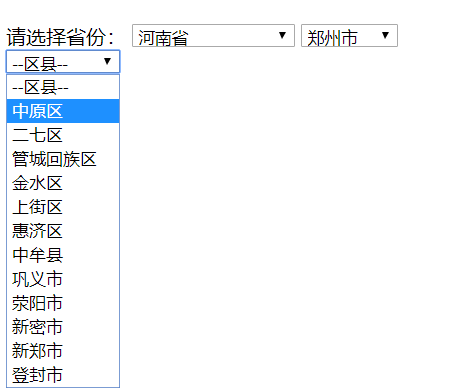 请选择省份： 河南省 郑州市
--区县--
--区县--
中原区
二七区
管城回族区
金水区
上街区
惠济区
中牟县
巩义市
荥阳市
新密市
新郑市
登封市